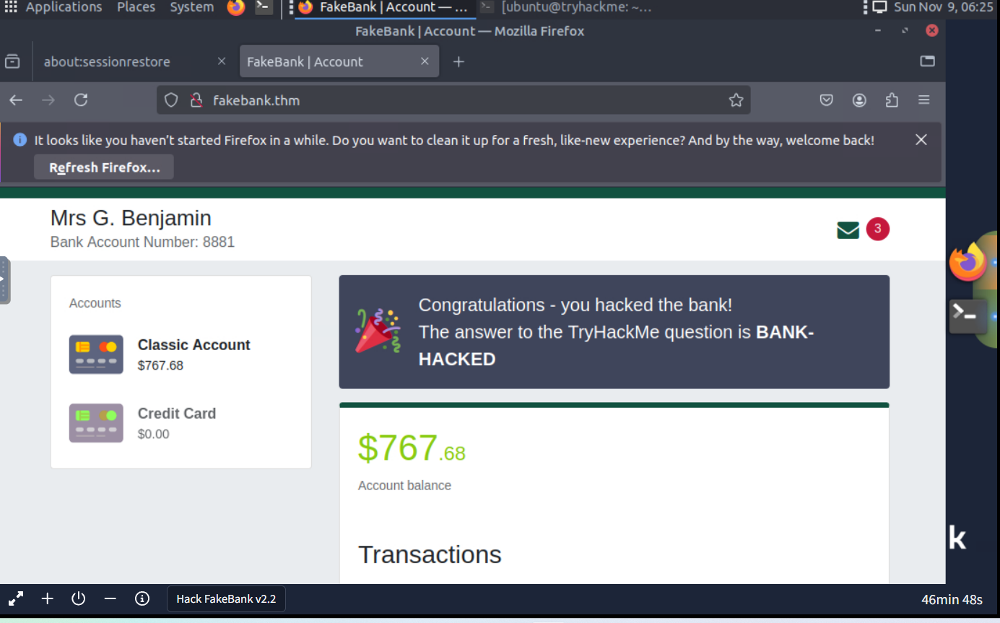 Applications Places System FakeBank | Account — ... [ubuntu@tryhackme: ~... Sun Nov 9, 06:25
FakeBank | Account — Mozilla Firefox
about:sessionrestore FakeBank | Account
fakebank.thm
It looks like you haven’t started Firefox in a while. Do you want to clean it up for a fresh, like-new experience? And by the way, welcome back!
Refresh Firefox...
Mrs G. Benjamin
Bank Account Number: 8881
3
Accounts
Classic Account
$767.68
Credit Card
$0.00
Congratulations - you hacked the bank!
The answer to the TryHackMe question is BANK-
HACKED
$767.68
Account balance
Transactions
k
Hack FakeBank v2.2
46min 48s